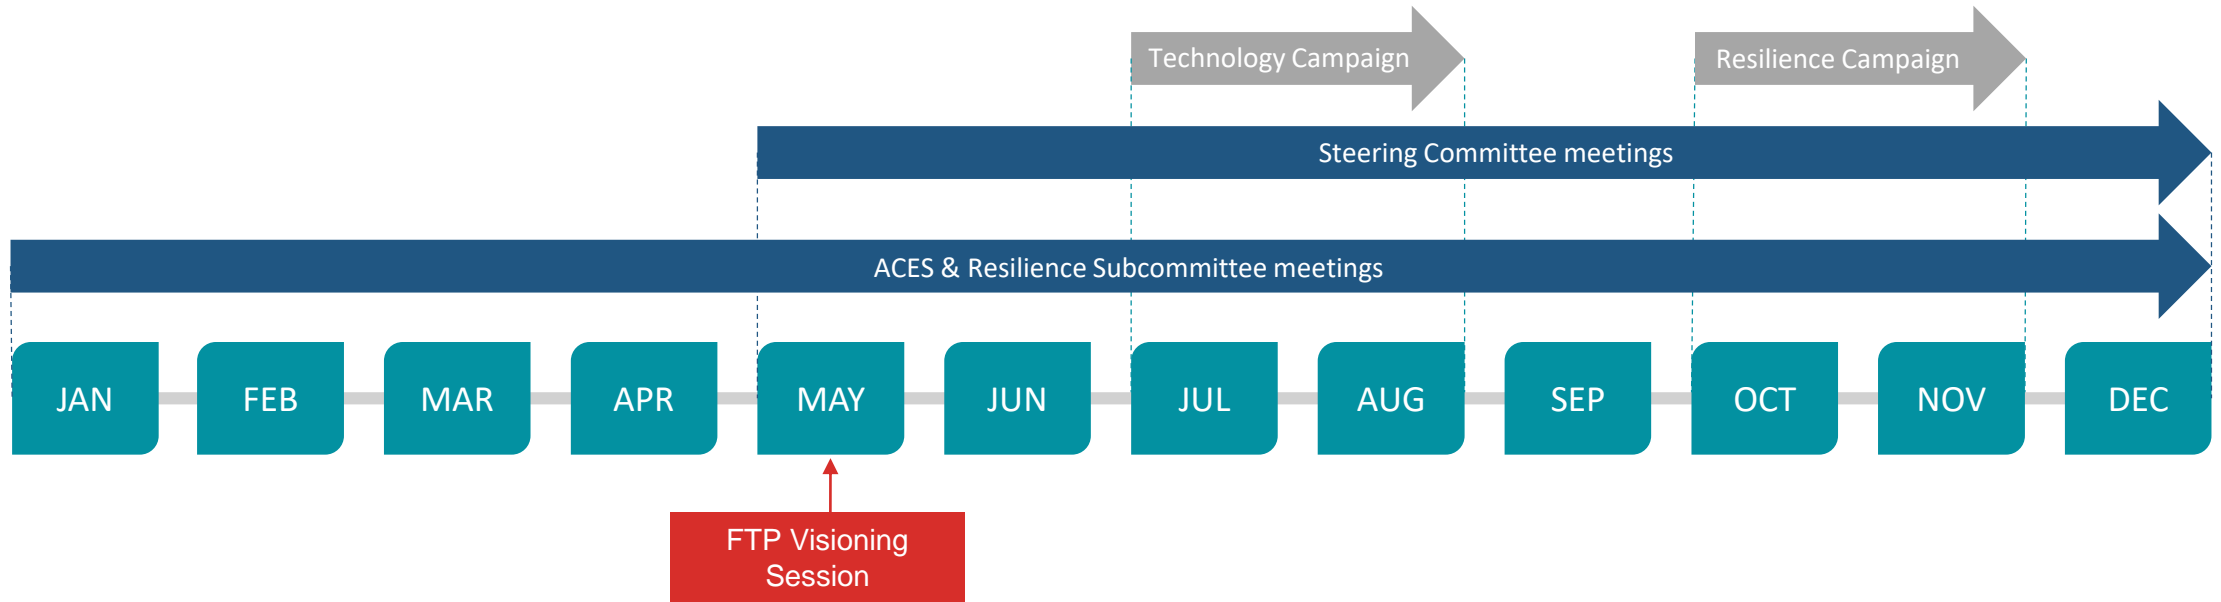 Technology Campaign
Resilience Campaign
Steering Committee meetings
ACES & Resilience Subcommittee meetings
JAN
FEB
MAR
APR
MAY
JUN
JUL
AUG
SEP
OCT
NOV
DEC
FTP Visioning
Session